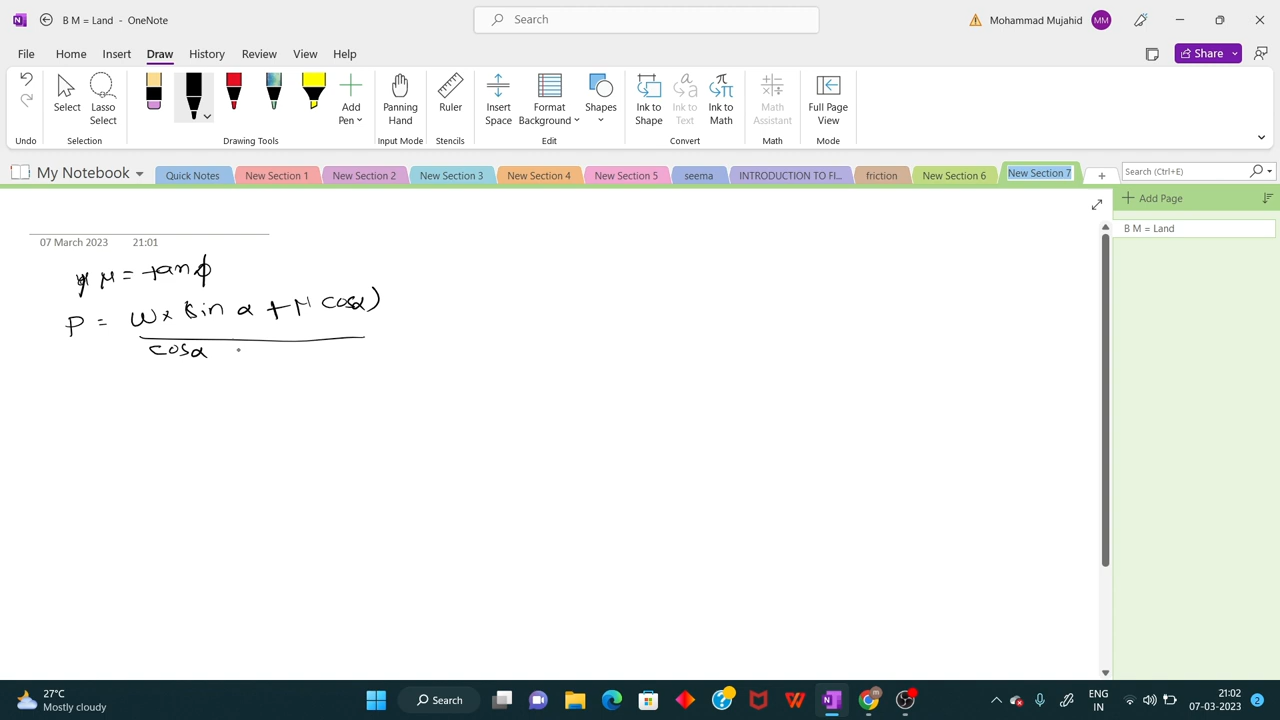 B M = Land - OneNote
Search
Mohammad Mujahid
MM
File Home Insert Draw History Review View Help
Share
Select
Lasso Select
Add Pen
Panning Hand
Ruler
Insert Space
Format Background
Shapes
Ink to Shape
Ink to Text
Ink to Math
Math Assistant
Full Page View
Undo Selection Drawing Tools Input Mode Stencils Edit Convert Math Mode
My Notebook
Quick Notes New Section 1 New Section 2 New Section 3 New Section 4 New Section 5 seema INTRODUCTION TO FI... friction New Section 6 New Section 7
Search (Ctrl+E)
Add Page
B M = Land
07 March 2023 21:01
μ = tan φ
P = W x sin α + μ cosα)
cosα
27°C
Mostly cloudy
Search
ENG
IN
21:02
07-03-2023
2